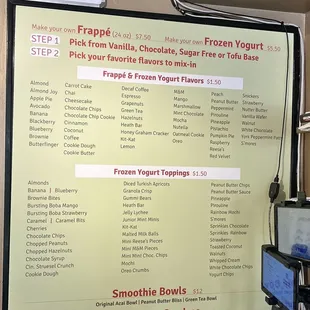 Make your own Frappé (24 oz) $7.50
Make your own Frozen Yogurt $5.50
STEP 1 Pick from Vanilla, Chocolate, Sugar or Tofu Base
STEP 2 Pick your favorite flavors to mix-in
Frappé & Frozen Yogurt Flavors $1.50
Almond
Almond Joy
Apple Pie
Avocado
Banana
Blackberry
Blueberry
Brownie
Butterfinger
Carrot Cake
Chai
Cheesecake
Chocolate
Chocolate Chip Cookie
Cinnamon
Coconut
Coffee
Cookie Dough
Cookie Butter
Decaf Coffee
Espresso
Grapenuts
Green Tea
Hazelnuts
Heath Bar
Honey Graham Cracker
Kit-Kat
Lemon
M&M
Mango
Marshmallow
Mint Chocolate
Mocha
Nutella
Oatmeal Cookie
Oreo
Peach
Peanut Butter
Peppermint
Pineapple
Pistachio
Pumpkin
Raspberry
Reese's
Red Velvet
Snickers
Strawberry
Nutter Butter
Vanilla Wafer
Walnut
White Chocolate
York Peppermint Patty
S'mores
Frozen Yogurt Toppings $1.50
Almonds
Banana | Blueberry
Brownie Bites
Bursting Boba Mango
Bursting Boba Strawberry
Caramel | Caramel Bits
Cherries
Chocolate Chips
Chopped Peanuts
Chopped Hazelnuts
Chocolate Syrup
Cin. Struesel Crunch
Cookie Dough
Diced Turkish Apricots
Granola Crisp
Gummi Bears
Heath Bar
Jelly Lychee
Junior Mint Minis
Kit-Kat
Malted Milk Balls
Mini Reese's Pieces
Mini M&M Pieces
Mini Mint Choc. Chips
Mochi
Oreo Crumbs
Peanut Butter Chips
Peanut Butter Sauce
Pineapple
Piroulina
Rainbow Mochi
S'mores
Sprinkles Chocolate
Sprinkles Rainbow
Strawberry
Toasted Coconut
Walnuts
Whipped Cream
White Chocolate Chips
Yogurt Chips
Smoothie Bowls $12
Original Acai Bowl | Peanut Butter Bliss | Green Tea Bowl